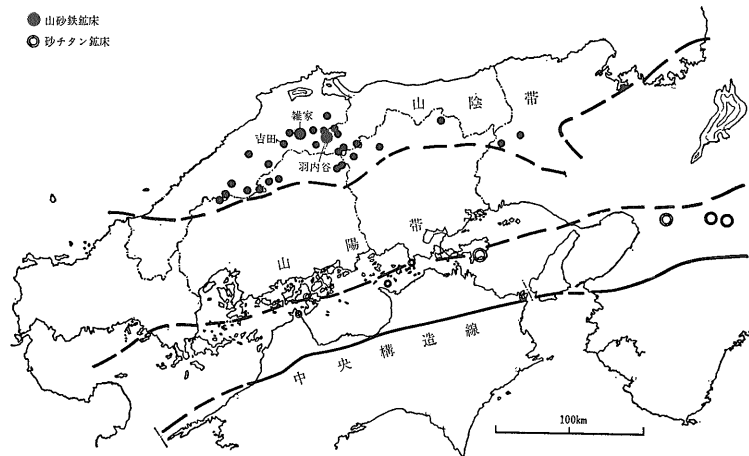 山砂鉄鉱床
砂チタン鉱床
山陰帯
雑家
吉田
羽内谷
山陽帯
中央構造線
100km